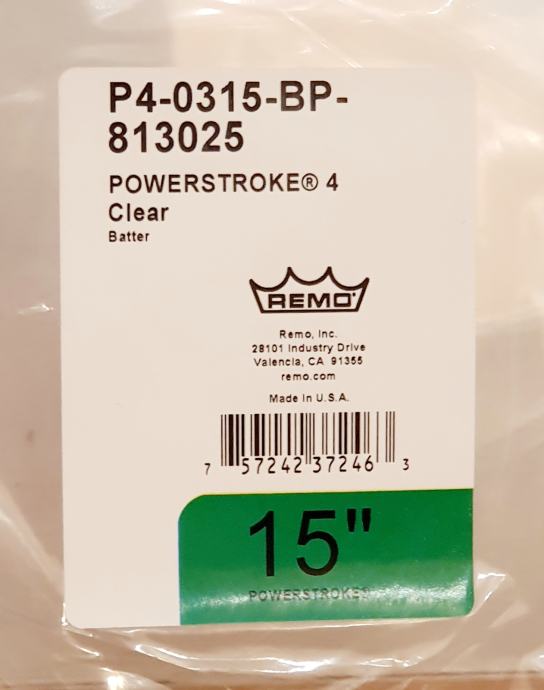 P4-0315-BP-
813025
POWERSTROKE® 4
Clear
Batter
REMO
Remo, Inc.
28101 Industry Drive
Valencia, CA 91355
remo.com
Made in U.S.A.
7 57242 37246 3
15"
POWERSTROKE®